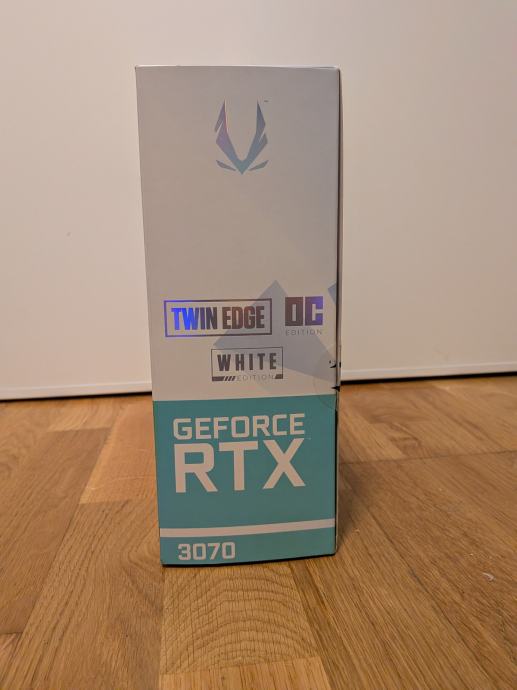 TWIN EDGE OC
EDITION
WHITE
EDITION
GEFORCE
RTX
3070